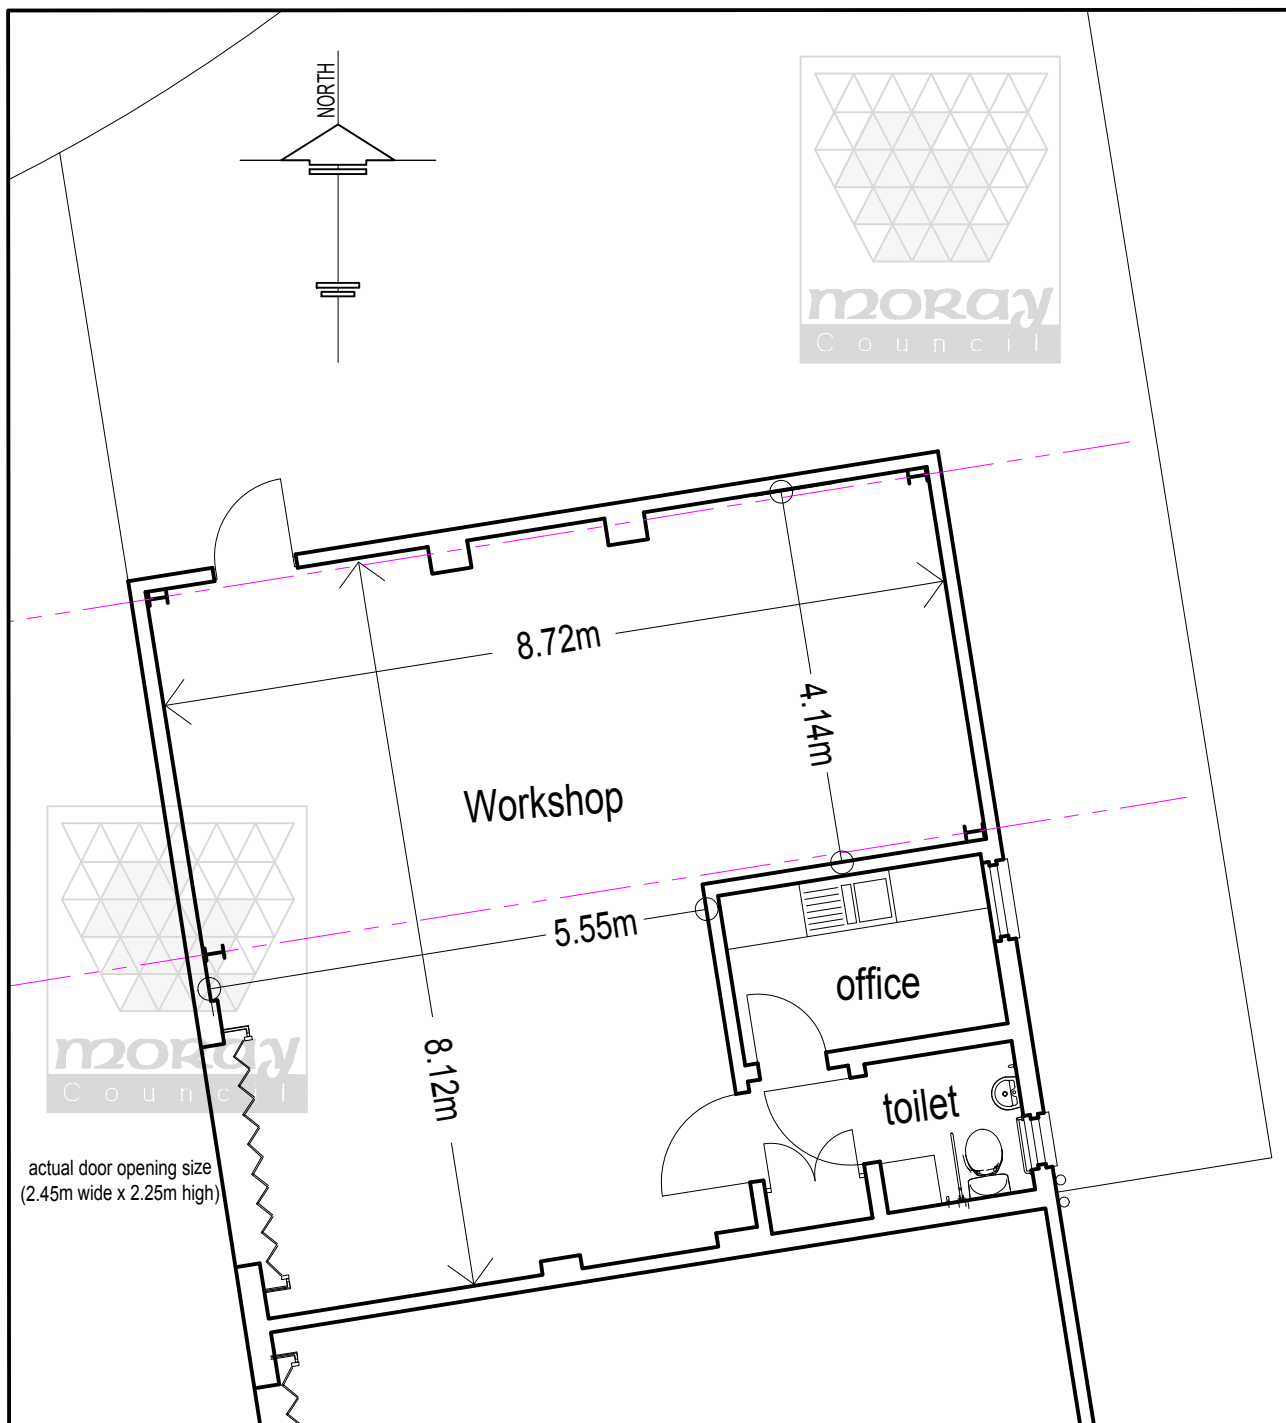 NORTH
moray
Council
8.72m
4.14m
Workshop
5.55m
office
moray
Council
8.12m
toilet
actual door opening size
(2.45m wide x 2.25m high)